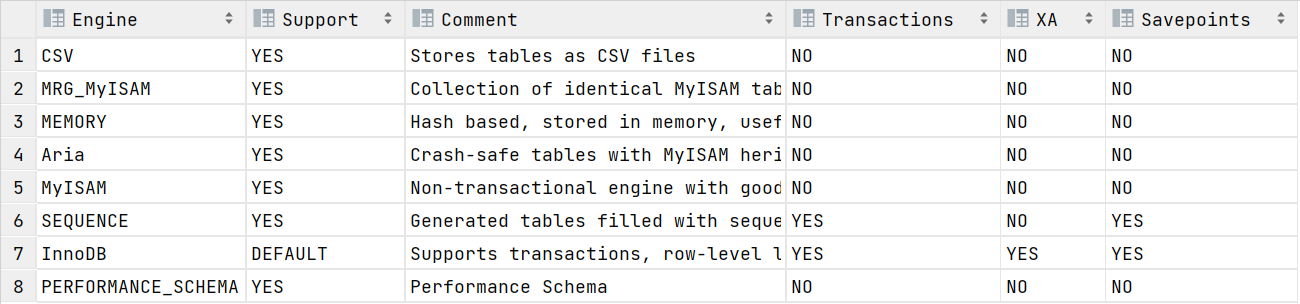 Engine Support Comment Transactions XA Savepoints
1 CSV YES Stores tables as CSV files NO NO NO
2 MRG_MyISAM YES Collection of identical MyISAM tab NO NO NO
3 MEMORY YES Hash based, stored in memory, usef NO NO NO
4 Aria YES Crash-safe tables with MyISAM heri NO NO NO
5 MyISAM YES Non-transactional engine with good NO NO NO
6 SEQUENCE YES Generated tables filled with seque YES NO YES
7 InnoDB DEFAULT Supports transactions, row-level l YES YES YES
8 PERFORMANCE_SCHEMA YES Performance Schema NO NO NO